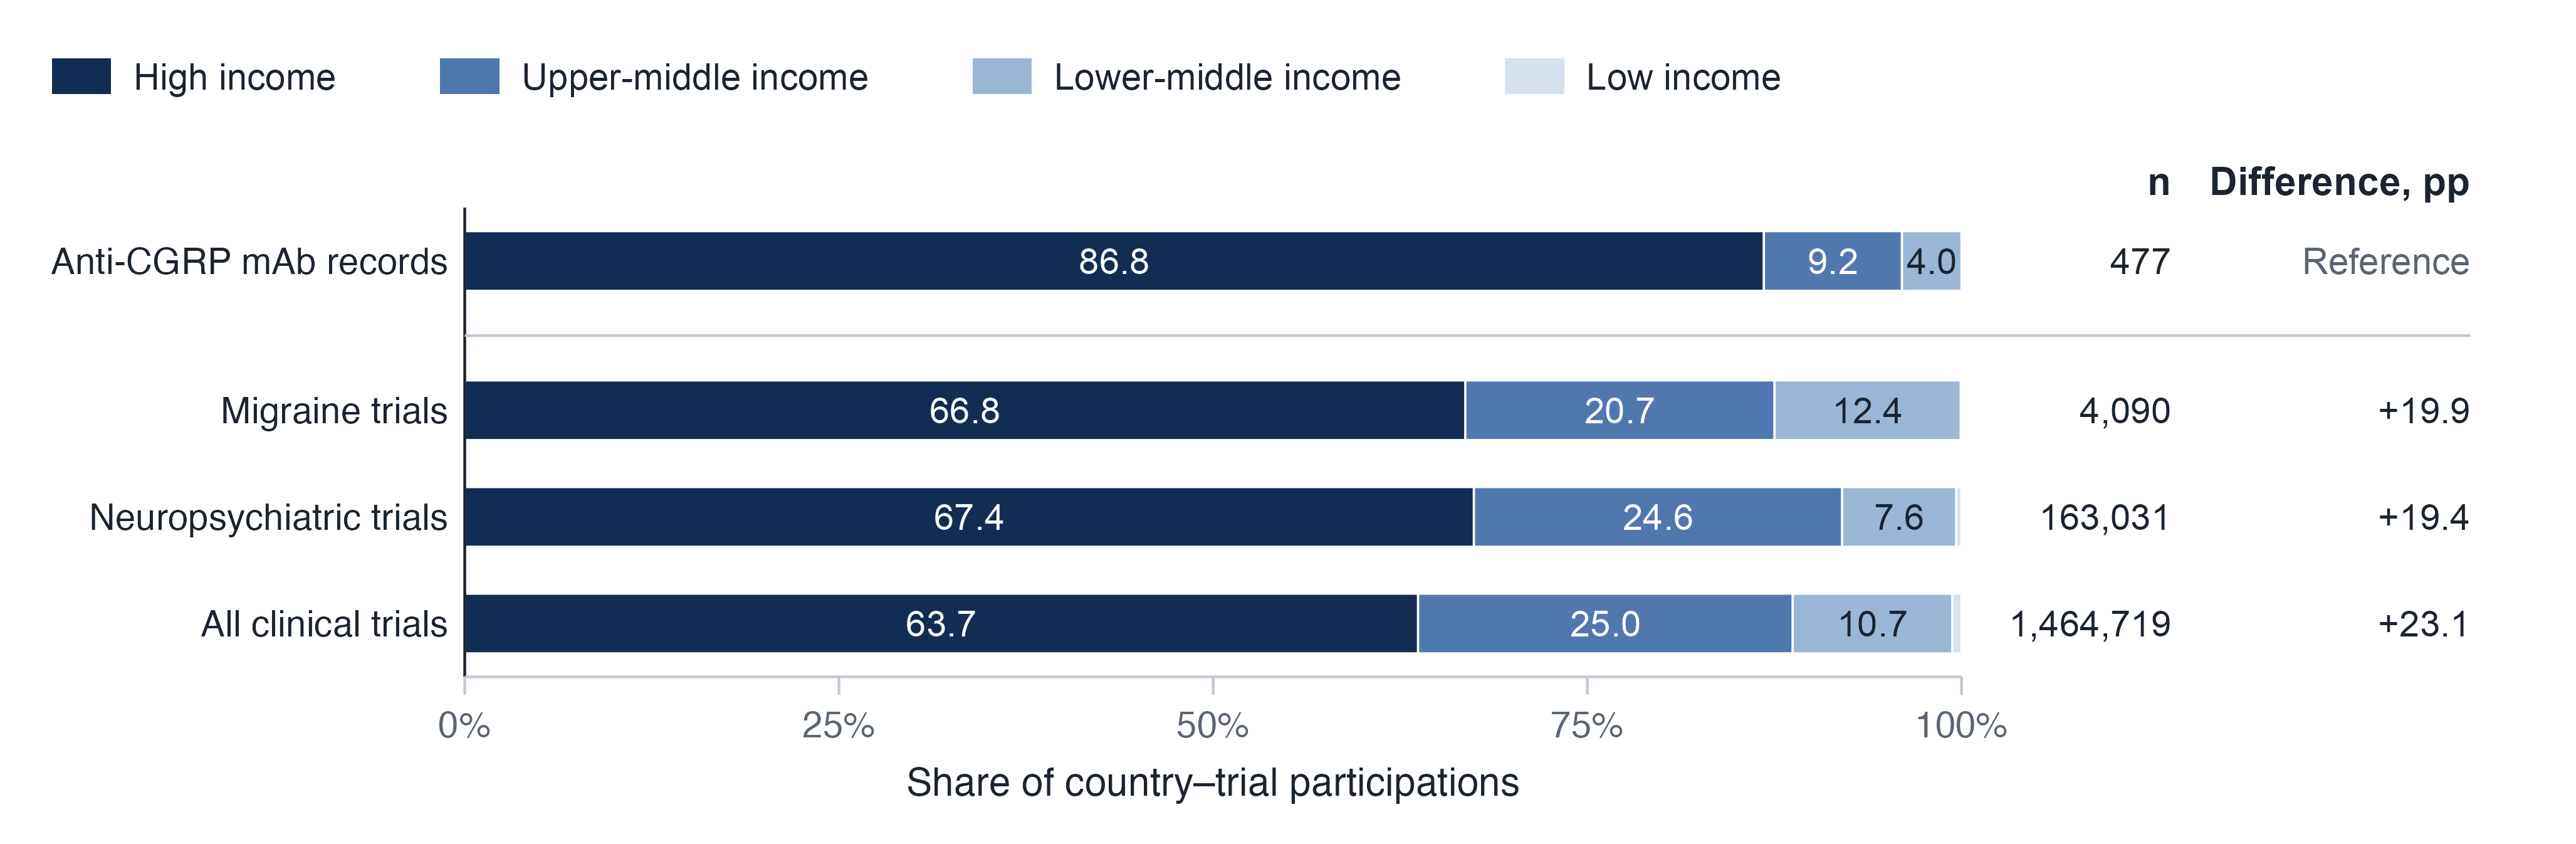 High income Upper-middle income Lower-middle income Low income
n Difference, pp
Anti-CGRP mAb records 86.8 9.2 4.0 477 Reference
Migraine trials 66.8 20.7 12.4 4,090 +19.9
Neuropsychiatric trials 67.4 24.6 7.6 163,031 +19.4
All clinical trials 63.7 25.0 10.7 1,464,719 +23.1
0% 25% 50% 75% 100%
Share of country–trial participations